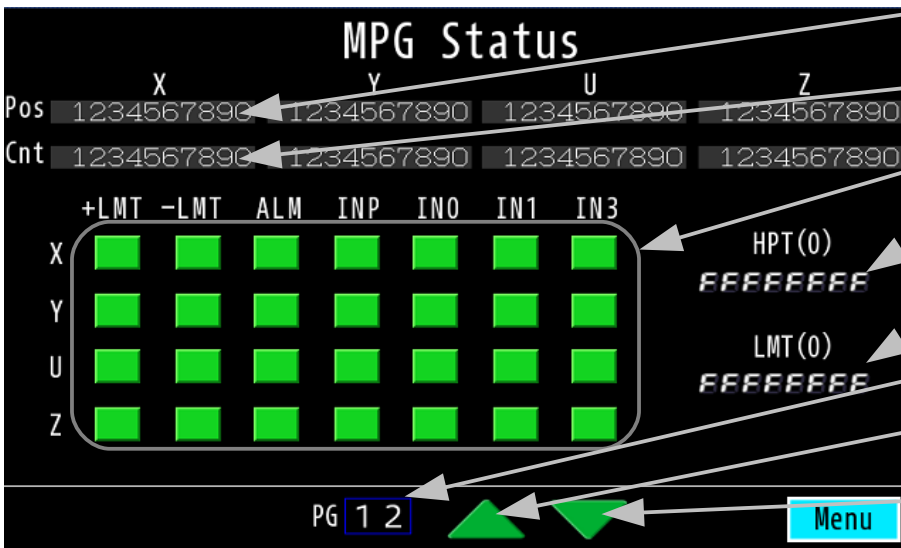 MPG Status
X Y U Z
Pos 1234567890 1234567890 1234567890 1234567890
Cnt 1234567890 1234567890 1234567890 1234567890
+LMT -LMT ALM INP IN0 IN1 IN3
X
HPT(0)
FFFFFFFF
Y
LMT(0)
U
FFFFFFFF
Z
PG 12
Menu